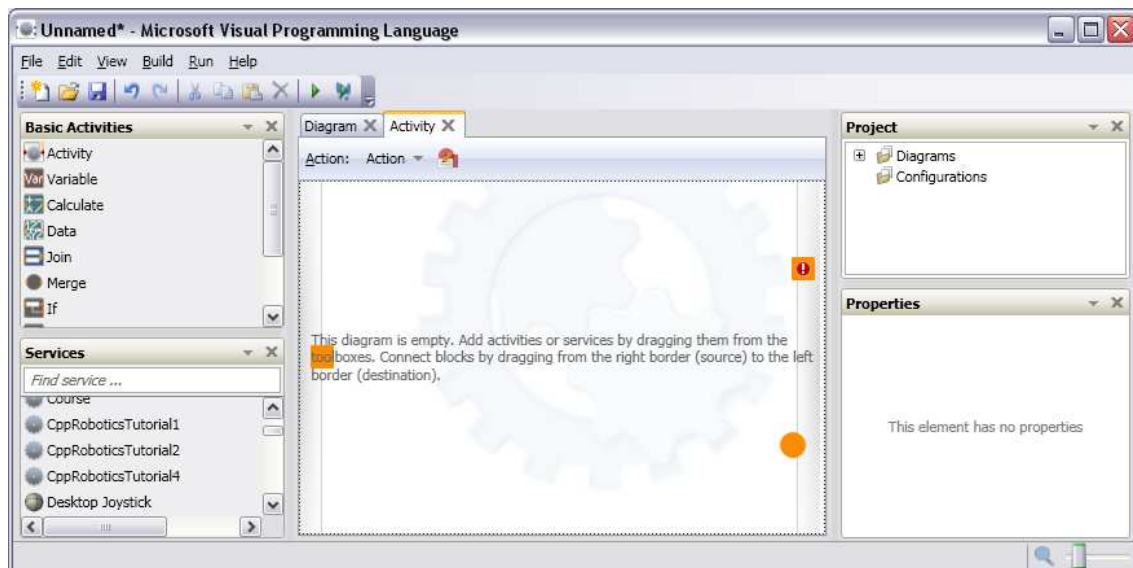 Unnamed* - Microsoft Visual Programming Language
File Edit View Build Run Help
Basic Activities
Activity
Var Variable
Calculate
Data
Join
Merge
If
Services
Find service ...
Course
CppRoboticsTutorial1
CppRoboticsTutorial2
CppRoboticsTutorial4
Desktop Joystick
Diagram Activity
Action: Action
This diagram is empty. Add activities or services by dragging them from the
toolboxes. Connect blocks by dragging from the right border (source) to the left
border (destination).
Project
Diagrams
Configurations
Properties
This element has no properties